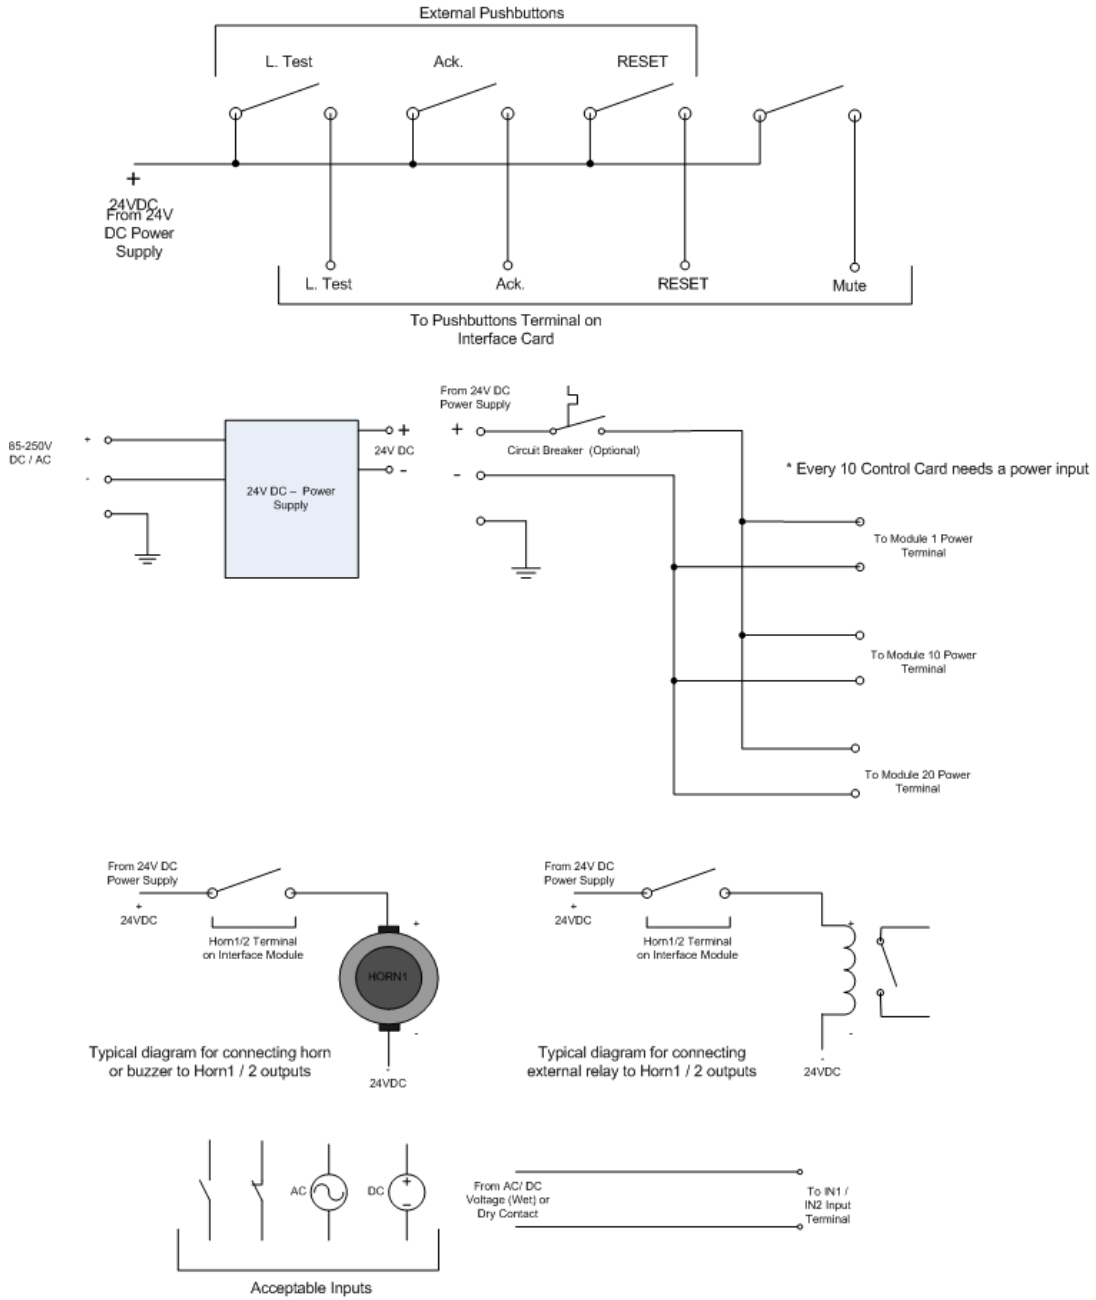 External Pushbuttons
L. Test
Ack.
RESET
+
24VDC
From 24V
DC Power
Supply
L. Test
Ack.
RESET
Mute
To Pushbuttons Terminal on
Interface Card
85-250V
DC / AC
+
-
24V DC – Power
Supply
+
24V DC
-
From 24V DC
Power Supply
+
-
Circuit Breaker (Optional)
* Every 10 Control Card needs a power input
To Module 1 Power
Terminal
To Module 10 Power
Terminal
To Module 20 Power
Terminal
From 24V DC
Power Supply
+
24VDC
Horn1/2 Terminal
on Interface Module
+
HORN1
-
-
24VDC
Typical diagram for connecting horn
or buzzer to Horn1 / 2 outputs
From 24V DC
Power Supply
+
24VDC
Horn1/2 Terminal
on Interface Module
+
-
-
24VDC
Typical diagram for connecting
external relay to Horn1 / 2 outputs
AC
DC
+
-
Acceptable Inputs
From AC/ DC
Voltage (Wet) or
Dry Contact
To IN1 /
IN2 Input
Terminal